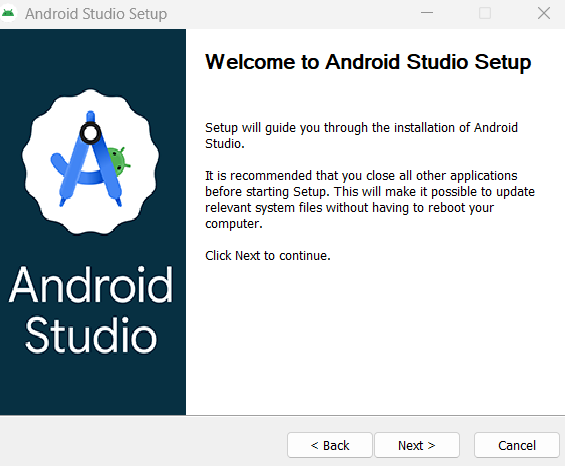 Android Studio Setup
Welcome to Android Studio Setup
Setup will guide you through the installation of Android
Studio.
It is recommended that you close all other applications
before starting Setup. This will make it possible to update
relevant system files without having to reboot your
computer.
Click Next to continue.
Android
Studio
< Back
Next >
Cancel